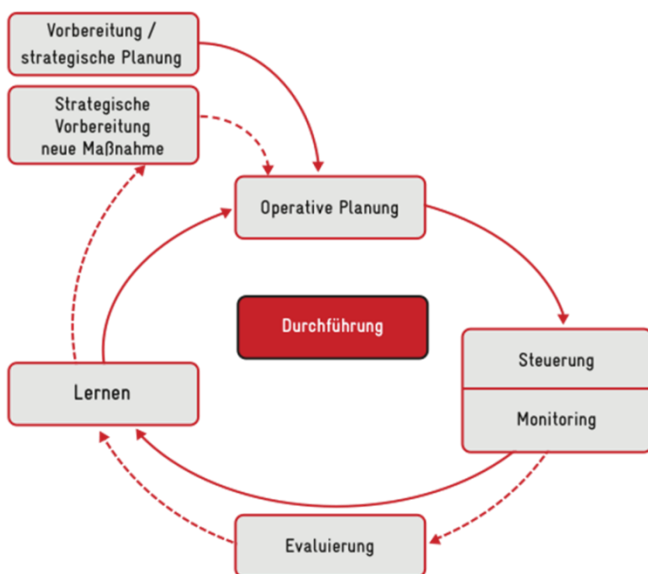 Vorbereitung /
strategische Planung
Strategische
Vorbereitung
neue Maßnahme
Operative Planung
Durchführung
Steuerung
Monitoring
Lernen
Evaluierung